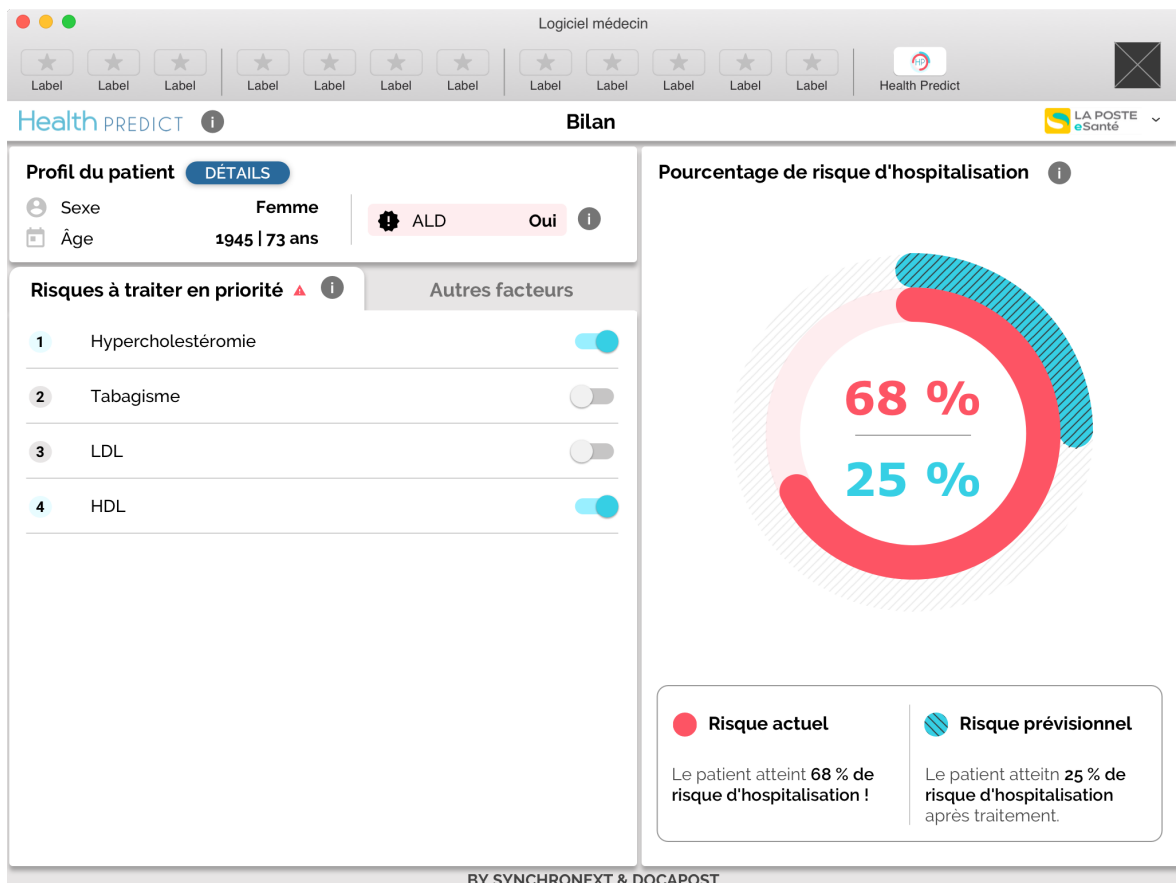 Logiciel médecin
Label Label Label Label Label Label Label Label Label Label Label Label HP Health Predict
Health PREDICT i
Bilan
LA POSTE
eSanté
Profil du patient DÉTAILS
Sexe Femme
Âge 1945 | 73 ans
ALD Oui i
Risques à traiter en priorité i
Autres facteurs
1 Hypercholestéromie
2 Tabagisme
3 LDL
4 HDL
Pourcentage de risque d'hospitalisation i
68 %
25 %
Risque actuel
Le patient atteint 68 % de
risque d'hospitalisation !
Risque prévisionnel
Le patient atteitn 25 % de
risque d'hospitalisation
après traitement.
BY SYNCHRONEXT & DOCAPOST